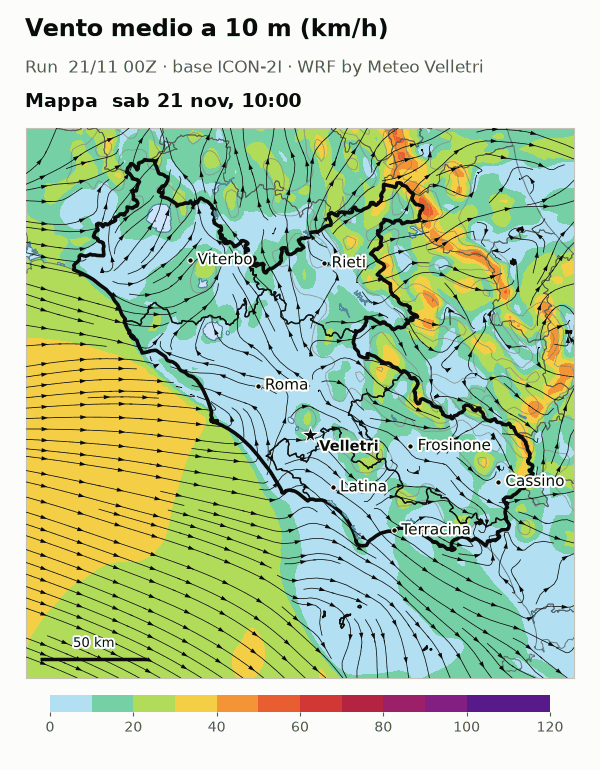 Vento medio a 10 m (km/h)
Run 21/11 00Z · base ICON-2I · WRF by Meteo Velletri
Mappa sab 21 nov, 10:00
Viterbo
Rieti
Roma
Velletri
Frosinone
Cassino
Latina
Terracina
50 km
0 20 40 60 80 100 120